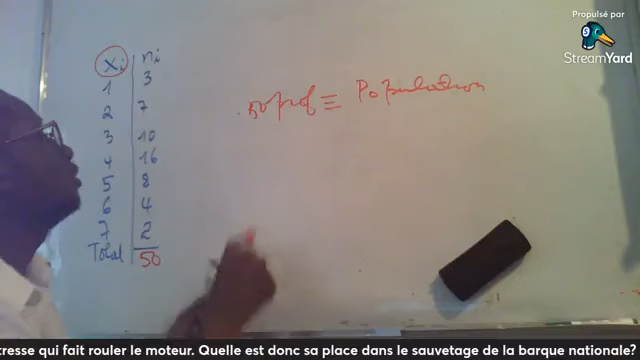 Propulsé par
StreamYard
xi ni
1 3
2 7
3 10
4 16
5 8
6 4
7 2
Total 50
50 prof ≡ Population
tresse qui fait rouler le moteur. Quelle est donc sa place dans le sauvetage de la barque nationale?